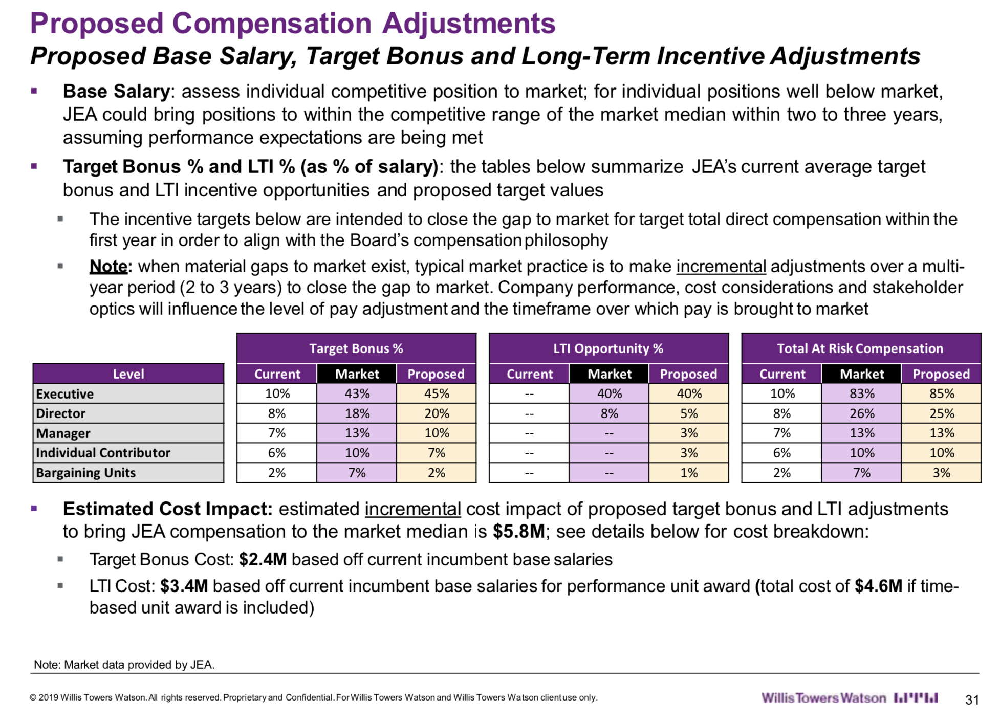 Proposed Compensation Adjustments
Proposed Base Salary, Target Bonus and Long-Term Incentive Adjustments
▪ Base Salary: assess individual competitive position to market; for individual positions well below market,
JEA could bring positions to within the competitive range of the market median within two to three years,
assuming performance expectations are being met
▪ Target Bonus % and LTI % (as % of salary): the tables below summarize JEA's current average target
bonus and LTI incentive opportunities and proposed target values
▪ The incentive targets below are intended to close the gap to market for target total direct compensation within the
first year in order to align with the Board's compensation philosophy
▪ Note: when material gaps to market exist, typical market practice is to make incremental adjustments over a multi-
year period (2 to 3 years) to close the gap to market. Company performance, cost considerations and stakeholder
optics will influence the level of pay adjustment and the timeframe over which pay is brought to market
Target Bonus % LTI Opportunity % Total At Risk Compensation
Level Current Market Proposed Current Market Proposed Current Market Proposed
Executive 10% 43% 45% -- 40% 40% 10% 83% 85%
Director 8% 18% 20% -- 8% 5% 8% 26% 25%
Manager 7% 13% 10% -- -- 3% 7% 13% 13%
Individual Contributor 6% 10% 7% -- -- 3% 6% 10% 10%
Bargaining Units 2% 7% 2% -- -- 1% 2% 7% 3%
▪ Estimated Cost Impact: estimated incremental cost impact of proposed target bonus and LTI adjustments
to bring JEA compensation to the market median is $5.8M; see details below for cost breakdown:
▪ Target Bonus Cost: $2.4M based off current incumbent base salaries
▪ LTI Cost: $3.4M based off current incumbent base salaries for performance unit award (total cost of $4.6M if time-
based unit award is included)
Note: Market data provided by JEA.
© 2019 Willis Towers Watson. All rights reserved. Proprietary and Confidential. For Willis Towers Watson and Willis Towers Watson client use only.
Willis Towers Watson
31